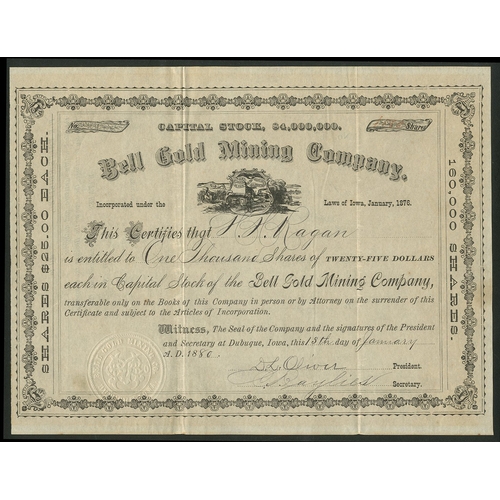 No.
Shares
CAPITAL STOCK, $4,000,000.
Bell Gold Mining Company.
Incorporated under the
Laws of Iowa, January, 1876.
This Certifies that Ragan
is entitled to One Thousand Shares of TWENTY-FIVE DOLLARS
each in Capital Stock of the Bell Gold Mining Company,
transferable only on the Books of this Company in person or by Attorney on the surrender of this
Certificate and subject to the Articles of Incorporation.
Witness, The Seal of the Company and the signatures of the President
and Secretary at Dubuque, Iowa, this 13th day of January
A.D. 1880.
President.
Secretary.
SHARES $25.00 EACH.
160,000 SHARES.